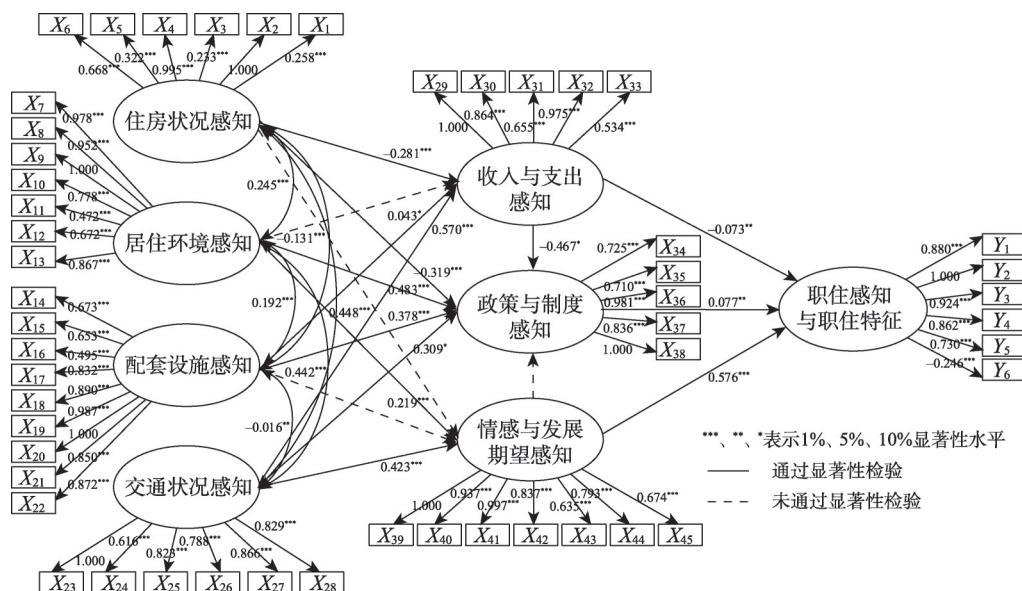 X6 X5 X4 X3 X2 X1
0.668*** 0.322*** 0.995*** 0.233*** 1.000 0.258***
住房状况感知
X7
X8
X9
X10
X11
X12
X13
0.978***
0.952***
1.000
0.778***
0.472***
0.672***
0.867***
居住环境感知
X14
X15
X16
X17
X18
X19
X20
X21
X22
0.673***
0.653***
0.495***
0.832***
0.890***
0.987***
1.000
0.850***
0.872***
配套设施感知
交通状况感知
1.000 0.616*** 0.823*** 0.788*** 0.866*** 0.829***
X23 X24 X25 X26 X27 X28
0.245***
-0.131***
0.192***
0.448***
0.442***
-0.016**
-0.281***
0.043*
0.570***
-0.319***
0.483***
0.378***
0.309*
0.219***
0.423***
X29 X30 X31 X32 X33
1.000 0.864*** 0.655*** 0.975*** 0.534***
收入与支出
感知
-0.467*
政策与制度
感知
0.725***
0.710***
0.981***
0.836***
1.000
X34
X35
X36
X37
X38
情感与发展
期望感知
1.000 0.937*** 0.997*** 0.837*** 0.635*** 0.793*** 0.674***
X39 X40 X41 X42 X43 X44 X45
-0.073**
0.077**
0.576***
职住感知
与职住特征
0.880***
1.000
0.924***
0.862***
0.730***
-0.246***
Y1
Y2
Y3
Y4
Y5
Y6
***、**、*表示1%、5%、10%显著性水平
通过显著性检验
未通过显著性检验